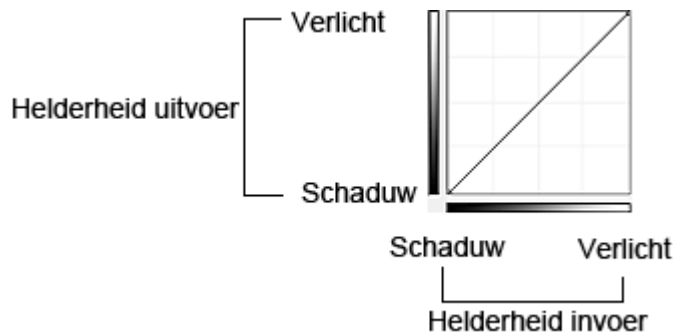 Verlicht
Helderheid uitvoer
Schaduw
Schaduw Verlicht
Helderheid invoer